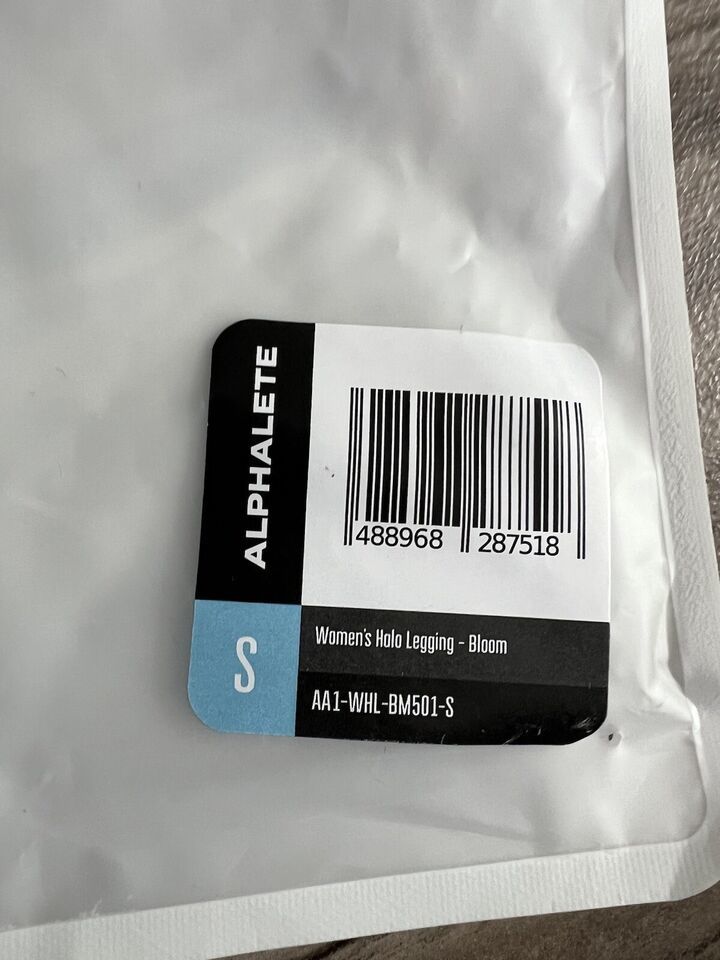 ALPHALETE
488968 287518
S
Women's Halo Legging - Bloom
AA1-WHL-BM501-S